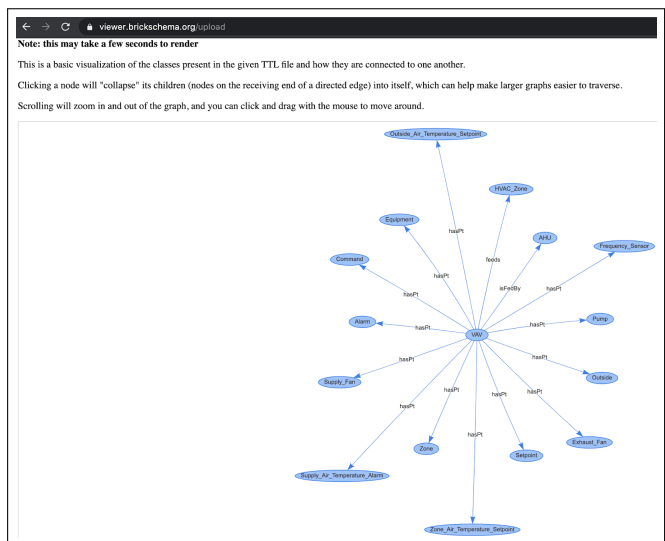 viewer.brickschema.org/upload
Note: this may take a few seconds to render
This is a basic visualization of the classes present in the given TTL file and how they are connected to one another.
Clicking a node will "collapse" its children (nodes on the receiving end of a directed edge) into itself, which can help make larger graphs easier to traverse.
Scrolling will zoom in and out of the graph, and you can click and drag with the mouse to move around.
Outside_Air_Temperature_Setpoint
HVAC_Zone
Equipment
hasPt
AHU
Frequency_Sensor
Command
feeds
hasPt
isFedBy
hasPt
hasPt
Alarm
hasPt
hasPt
Pump
VAV
hasPt
hasPt
Supply_Fan
Outside
hasPt
hasPt
hasPt
hasPt
hasPt
Zone
Setpoint
Exhaust_Fan
Supply_Air_Temperature_Alarm
Zone_Air_Temperature_Setpoint